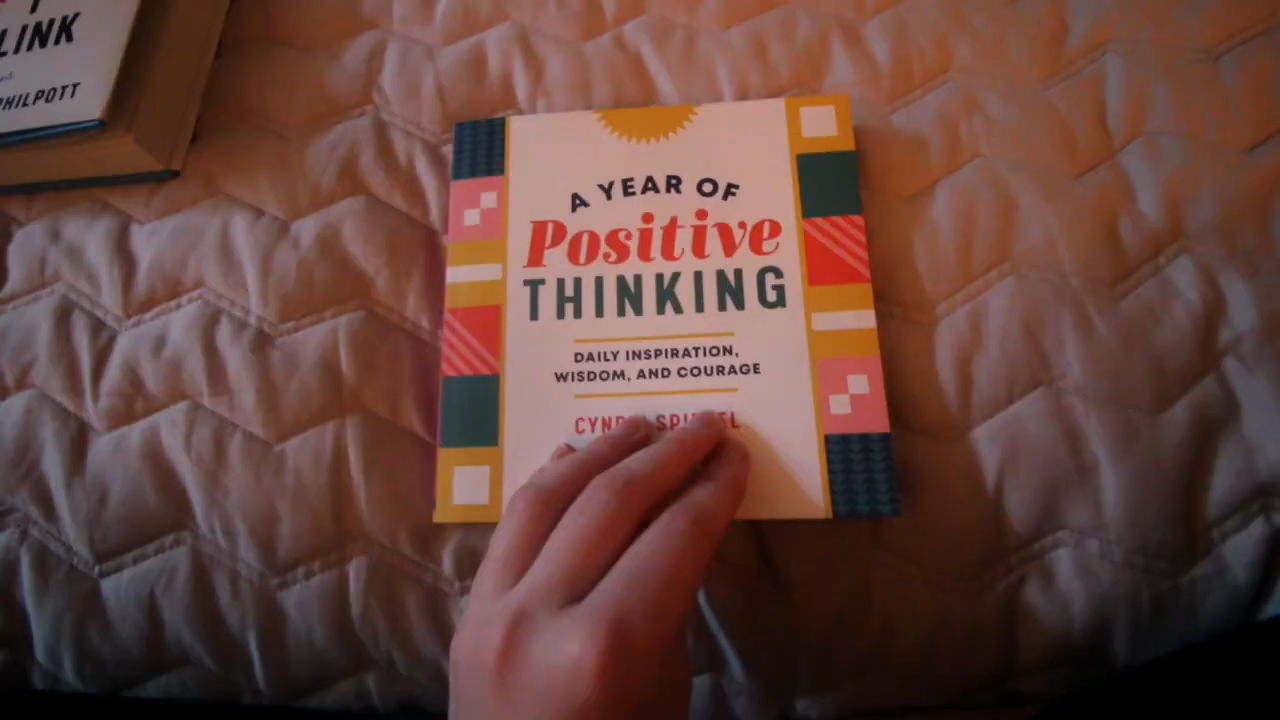 LINK
PHILPOTT
A YEAR OF
Positive
THINKING
DAILY INSPIRATION,
WISDOM, AND COURAGE